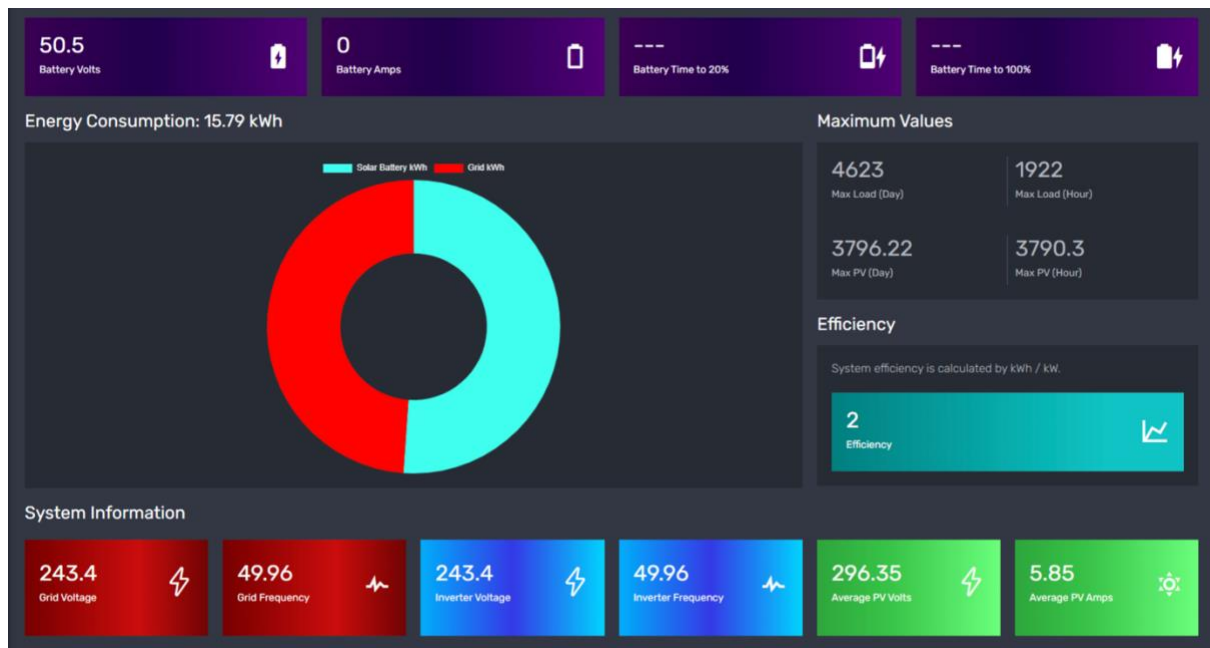 50.5
Battery Volts
0
Battery Amps
---
Battery Time to 20%
---
Battery Time to 100%
Energy Consumption: 15.79 kWh
Solar Battery kWh
Grid kWh
Maximum Values
4623
Max Load (Day)
1922
Max Load (Hour)
3796.22
Max PV (Day)
3790.3
Max PV (Hour)
Efficiency
System efficiency is calculated by kWh / kW.
2
Efficiency
System Information
243.4
Grid Voltage
49.96
Grid Frequency
243.4
Inverter Voltage
49.96
Inverter Frequency
296.35
Average PV Volts
5.85
Average PV Amps